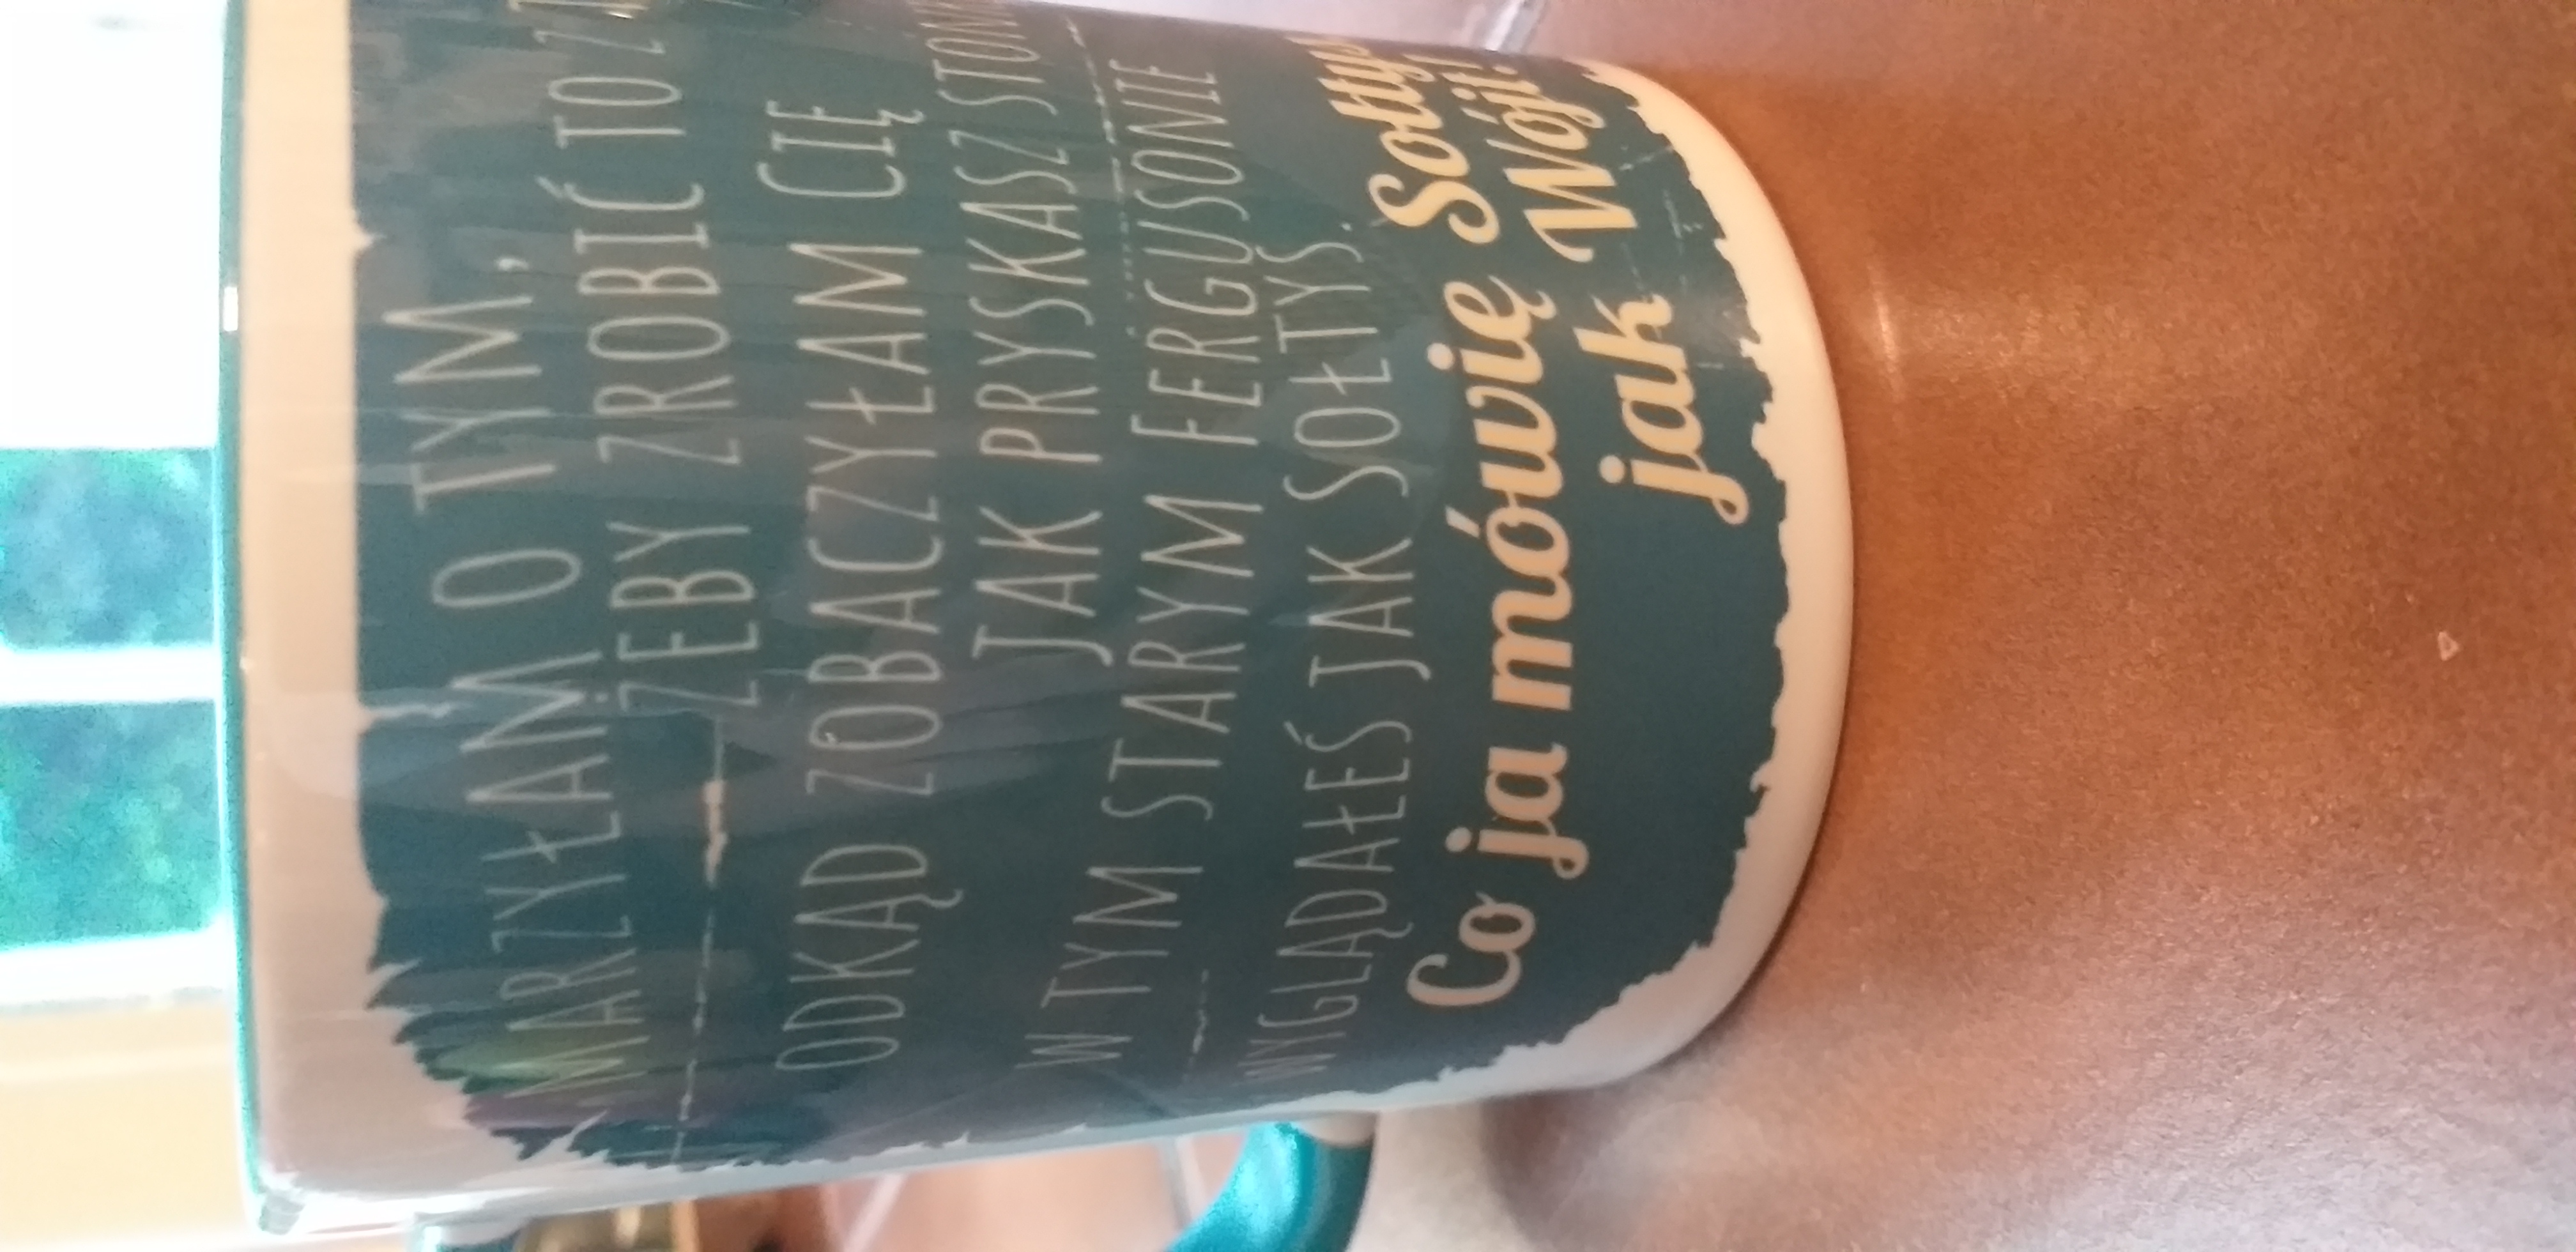 MARZYŁAM O TYM,
ŻEBY ZROBIĆ TO Z
ODKĄD ZOBACZYŁAM CIĘ
JAK PRYSKASZ
W TYM STARYM FERGUSONIE
WYGLĄDAŁEŚ JAK SOŁTYS.
Co ja mówię
jak Wójt!